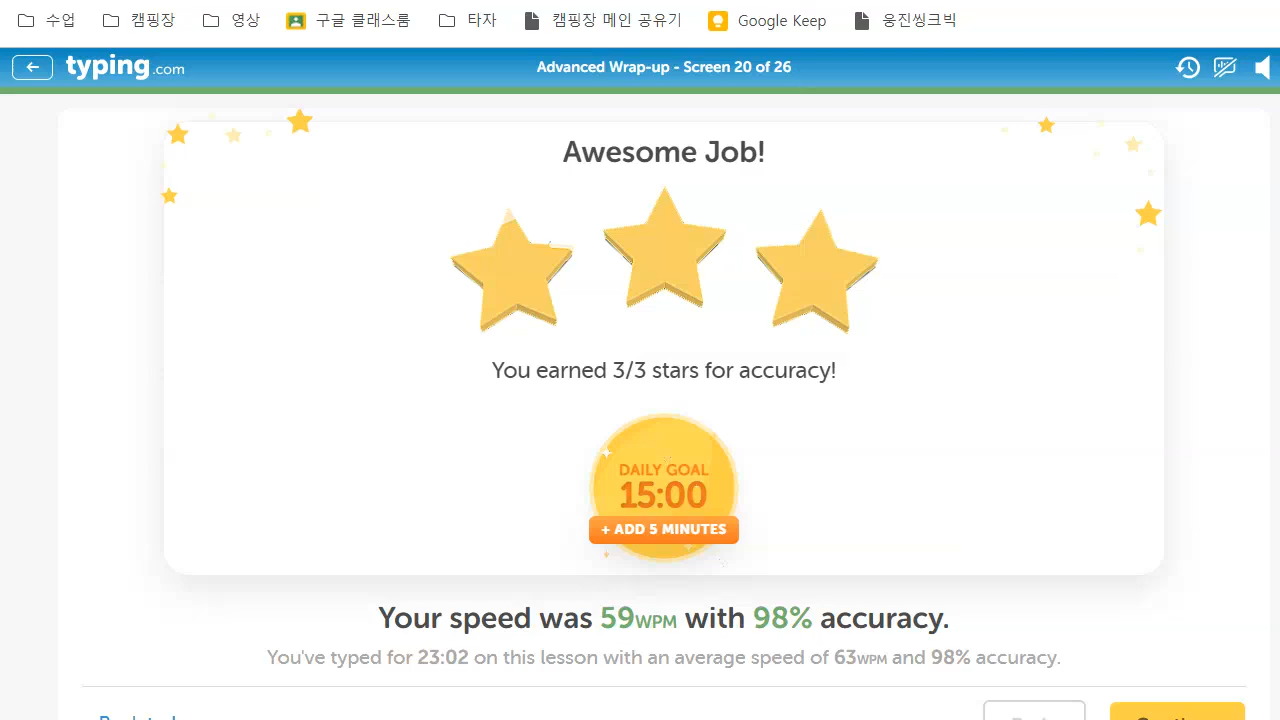 수업 캠핑장 영상 구글 클래스룸 타자 캠핑장 메인 공유기 Google Keep 웅진씽크빅
typing.com Advanced Wrap-up - Screen 20 of 26
Awesome Job!
You earned 3/3 stars for accuracy!
DAILY GOAL
15:00
+ ADD 5 MINUTES
Your speed was 59WPM with 98% accuracy.
You've typed for 23:02 on this lesson with an average speed of 63WPM and 98% accuracy.